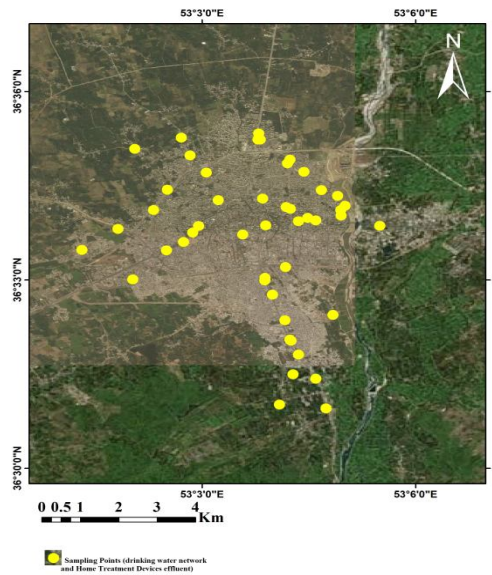 53°3'0"E 53°6'0"E
N
36°36'0"N
36°33'0"N
36°30'0"N
53°3'0"E 53°6'0"E
0 0.5 1 2 3 4
Km
Sampling Points (drinking water network
and Home Treatment Devices effluent)